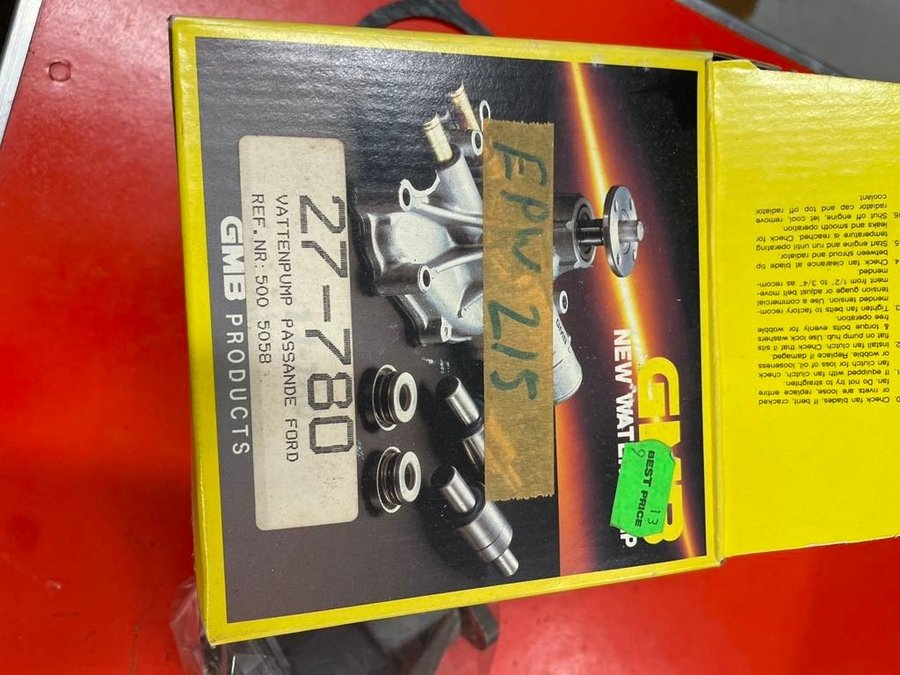 GMB
NEW WATE
P
BEST PRICE
13
9
EPW 215
27-780
VATTENPUMP PASSANDE FORD
REF.NR:500 5058
GMB PRODUCTS
Check fan blades, if bent, cracked
or rivets are loose, replace entire
fan. Do not try to straighten.
If equipped with fan clutch, check
fan clutch for loss of oil, looseness
or wobble. Replace if damaged.
Install fan clutch. Check that it sits
flat on pump hub. Use lock washers
& torque bolts evenly for wobble
free operation.
Tighten fan belts to factory recom-
mended tension. Use a commercial
tension guage or adjust belt move-
ment from 1/2" to 3/4" as recom-
mended
Check fan clearance at blade tip
between shroud and radiator.
Start engine and run until operating
temperature is reached. Check for
leaks and smooth operation.
Shut off engine, let cool, remove
radiator cap and top off radiator
coolant.